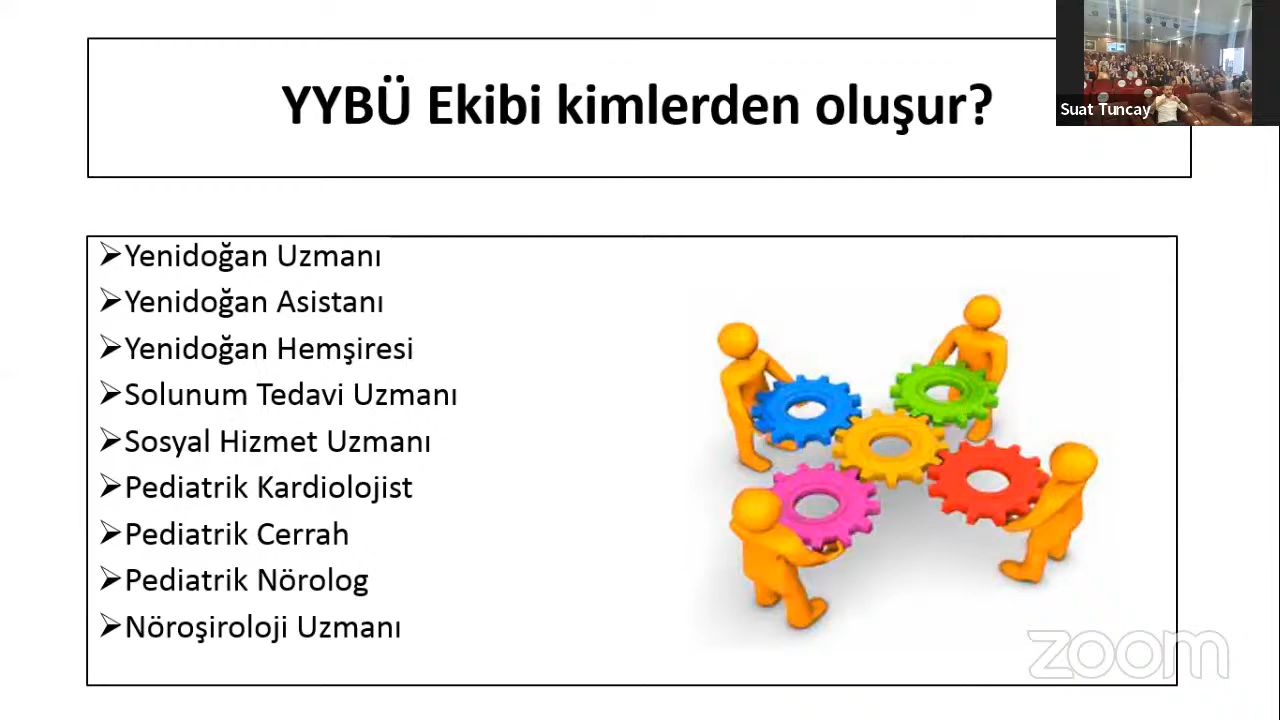 YYBÜ Ekibi kimlerden oluşur?
Suat Tuncay
Yenidoğan Uzmanı
Yenidoğan Asistanı
Yenidoğan Hemşiresi
Solunum Tedavi Uzmanı
Sosyal Hizmet Uzmanı
Pediatrik Kardiolojist
Pediatrik Cerrah
Pediatrik Nörolog
Nöroşiroloji Uzmanı
zoom